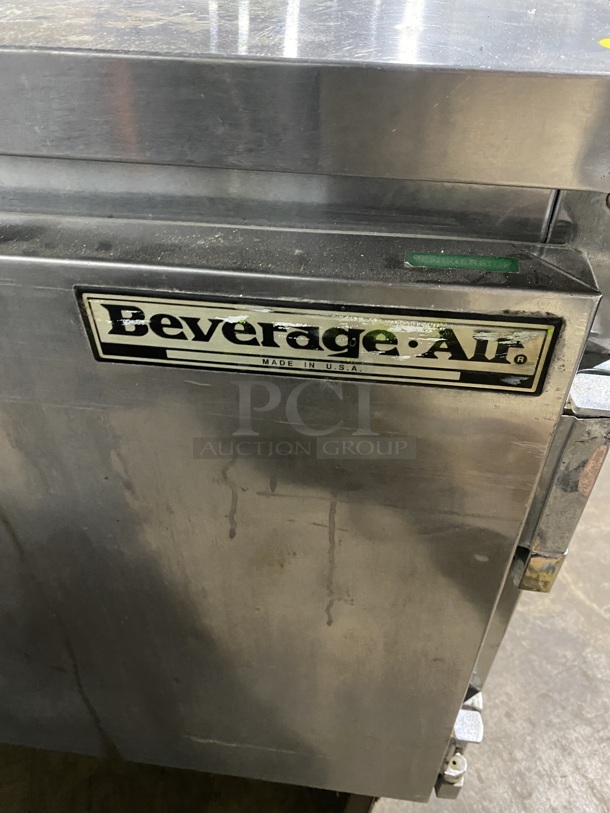 Beverage·Air®
MADE IN U.S.A.
PCI
AUCTION GROUP